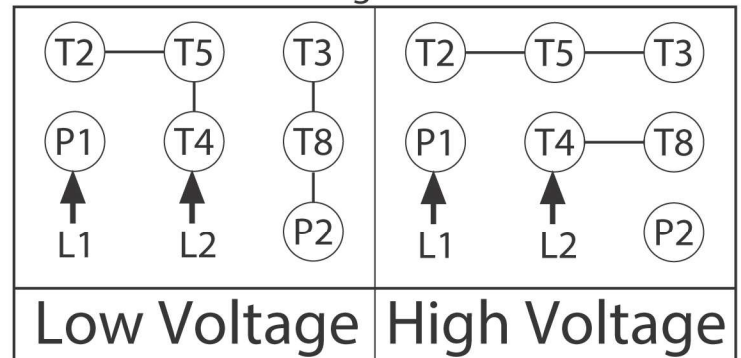 T2 T5 T3 T2 T5 T3
P1 T4 T8 P1 T4 T8
L1 L2 P2 L1 L2 P2
Low Voltage High Voltage